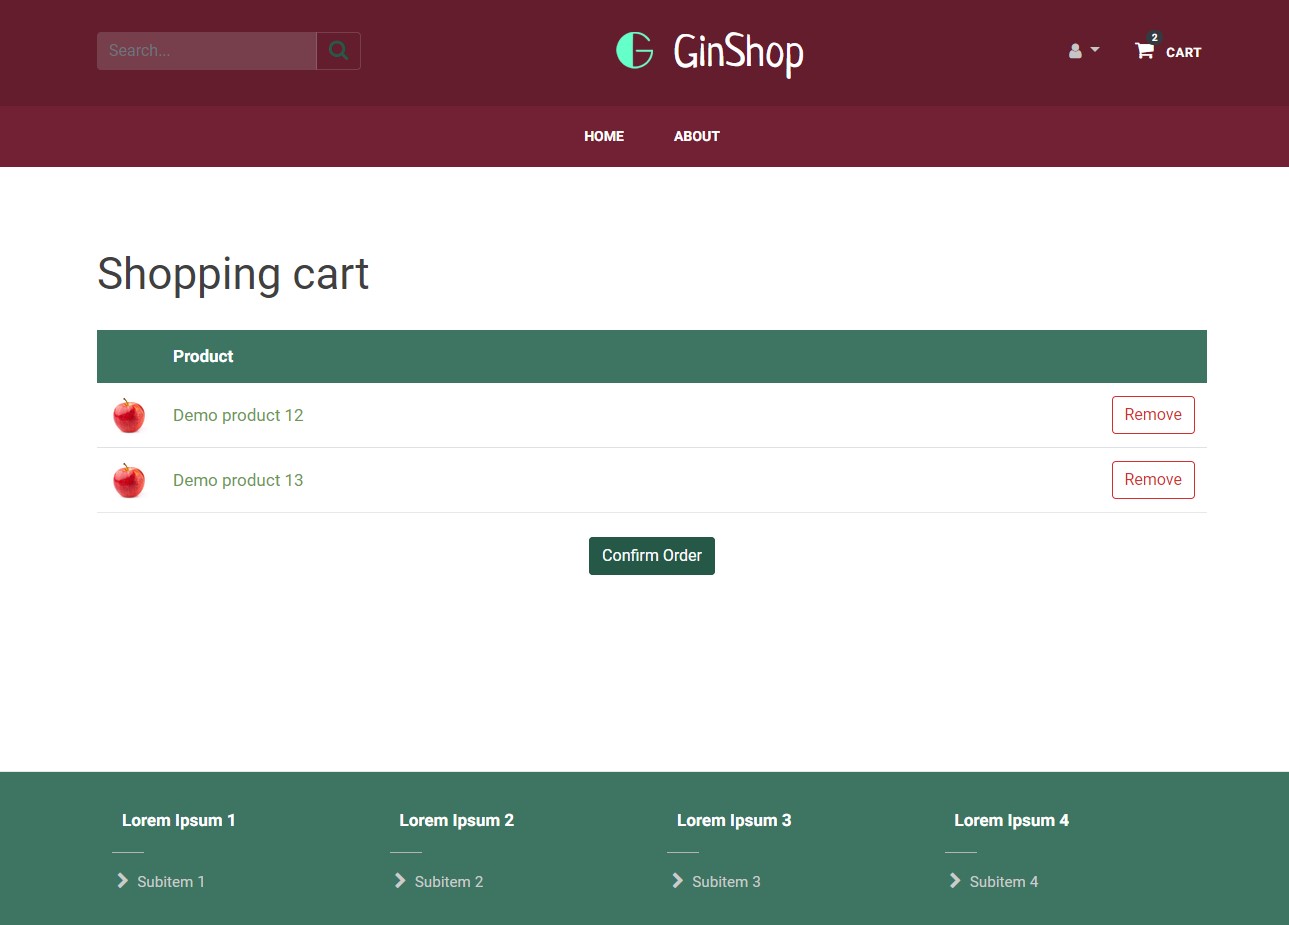 Search...
GinShop
2
CART
HOME
ABOUT
Shopping cart
Product
Demo product 12
Remove
Demo product 13
Remove
Confirm Order
Lorem Ipsum 1
Lorem Ipsum 2
Lorem Ipsum 3
Lorem Ipsum 4
Subitem 1
Subitem 2
Subitem 3
Subitem 4